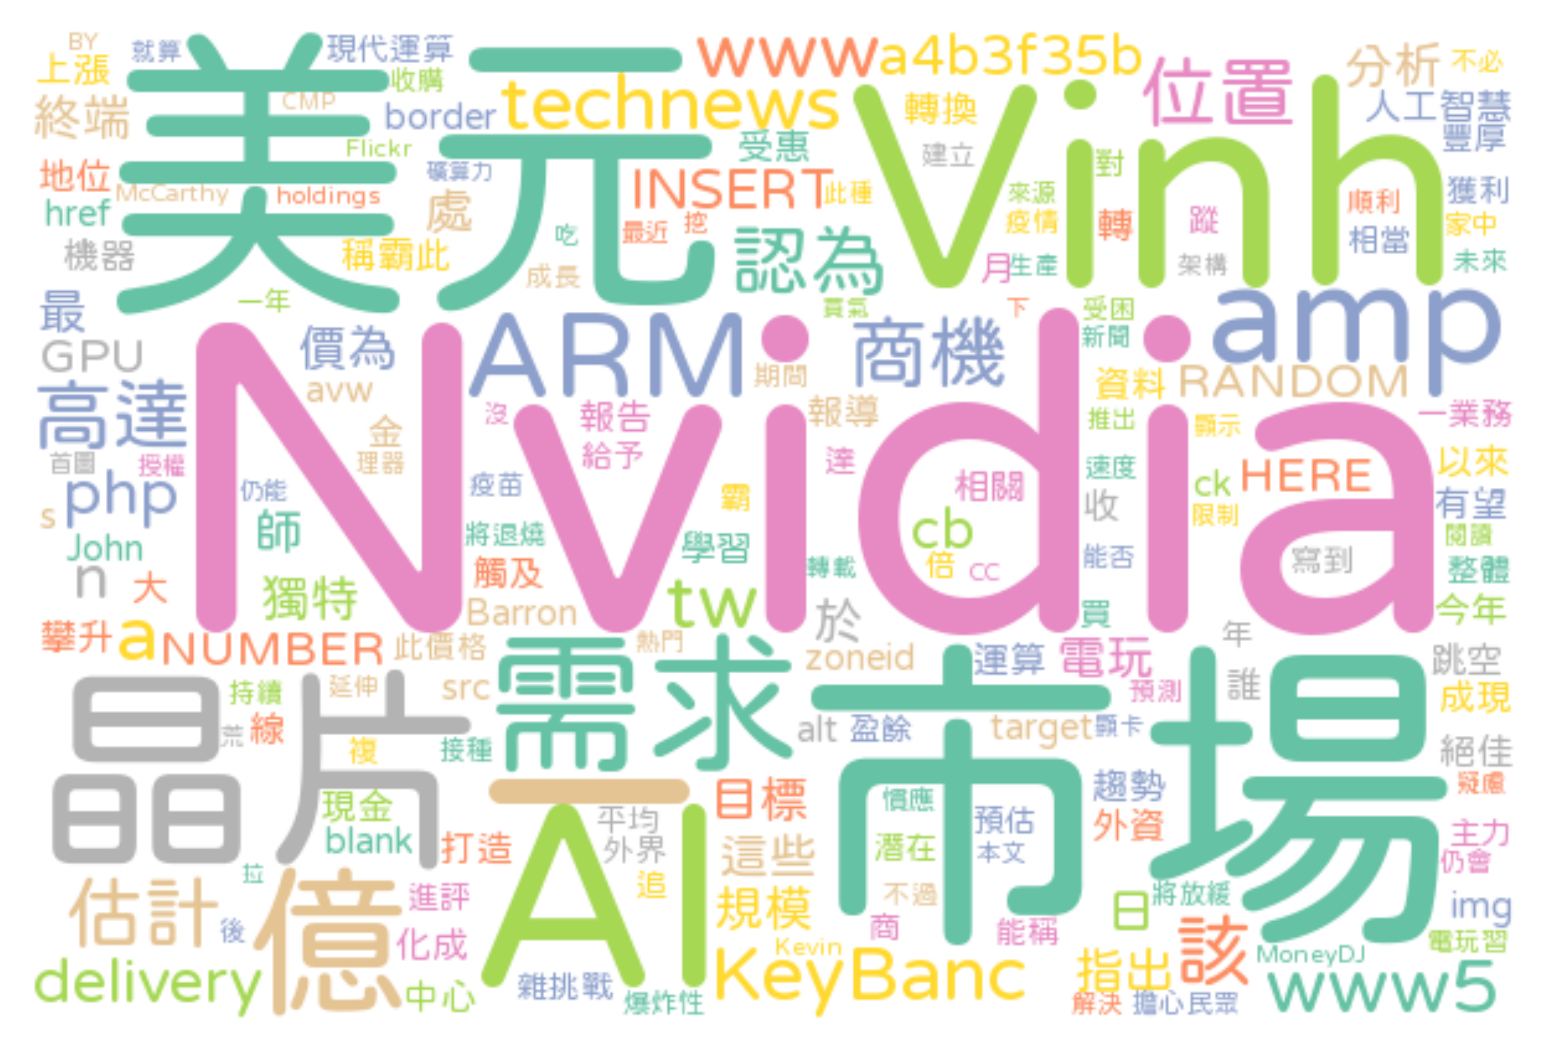 BY
就算
現代運算
www
a4b3f35b
分析
不必
上漲
美元
收購
technews
Vinh
位置
終端
CMP
border
轉換
人工智慧
豐厚
Flickr
受惠
建立
對
地位
McCarthy
holdings
礦算力
INSERT
此種
來源
獲利
href
處
最近
挖
疫情
轉
蹤
順利
家中
機器
稱霸此
吃
認為
相當
成長
月
生產
架構
未來
最
一年
買氣
下
受困
amp
GPU
價為
ARM
商機
新聞
Nvidia
高達
avw
期間
資料
RANDOM
金
沒
報告
報導
推出
顯示
一業務
首圖
授權
理器
給予
達
速度
ck
HERE
以來
php
仍能
疫苗
霸
相關
收
限制
有望
s
師
將退燒
學習
cb
閱讀
John
n
大
獨特
觸及
轉載
倍
cc
能否
寫到
整體
Barron
tw
於
買
今年
攀升
a
NUMBER
此價格
需求
熱門
zoneid
運算
電玩
年
跳空
晶片
持續
延伸
src
市場
預測
誰
成現
荒
線
複
接種
alt
盈餘
target
顯卡
絕佳
現金
一
AI
目標
慣應
趨勢
疑慮
blank
打造
平均
外界
這些
潛在
預估
本文
外資
主力
仍會
拉
估計
億
進評
追
規模
不過
將放緩
日
img
後
化成
商
能稱
該
電玩習
delivery
中心
雜挑戰
爆炸性
Kevin
KeyBanc
指出
MoneyDJ
解決
擔心民眾
www5